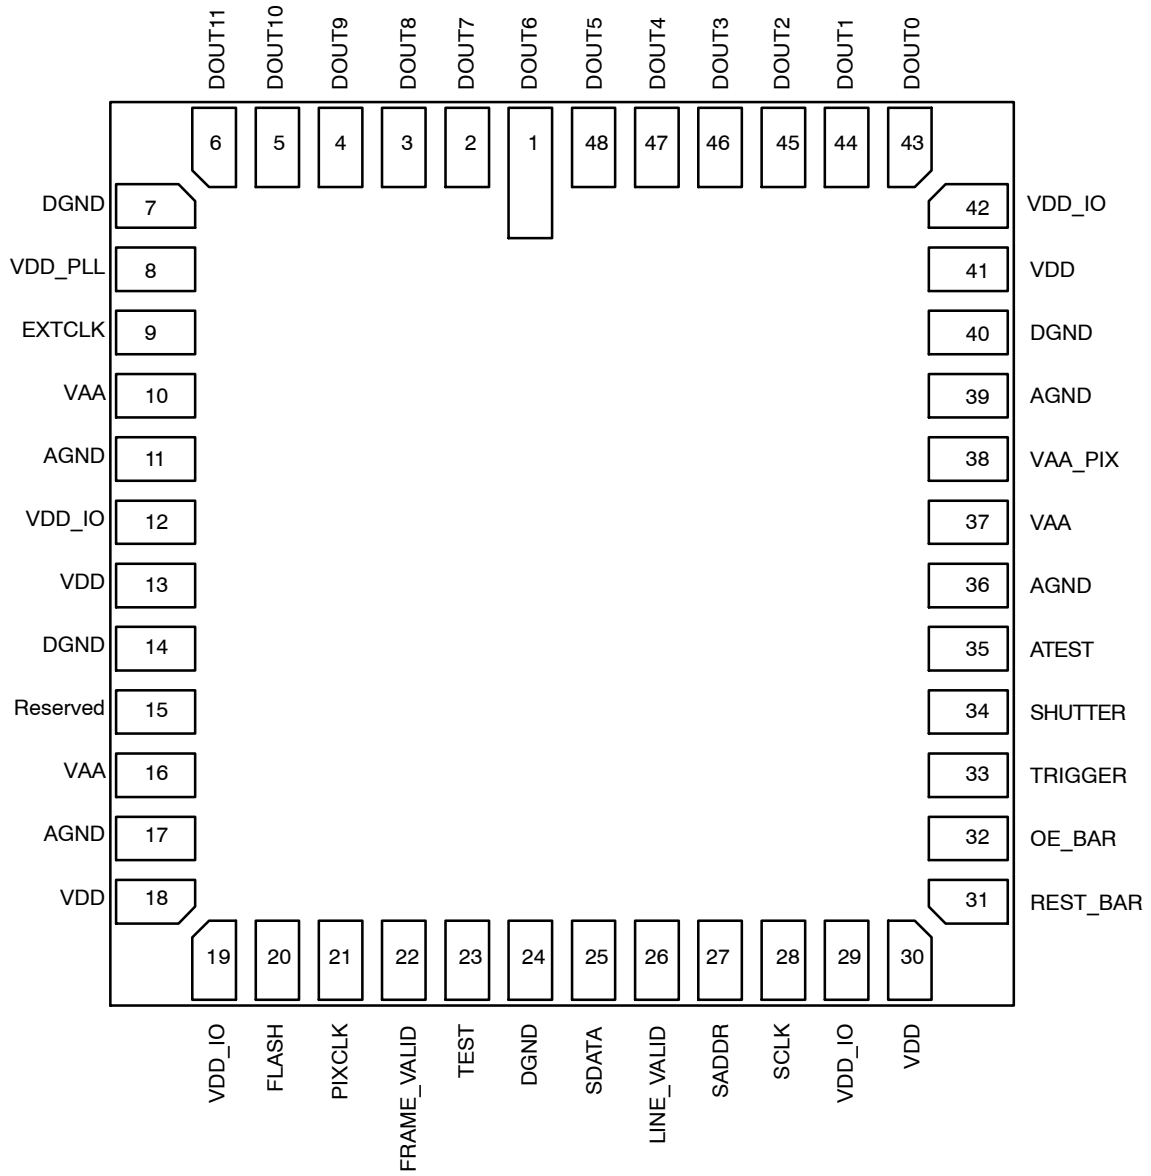 DOUT11 DOUT10 DOUT9 DOUT8 DOUT7 DOUT6 DOUT5 DOUT4 DOUT3 DOUT2 DOUT1 DOUT0
6 5 4 3 2 1 48 47 46 45 44 43
DGND 7 42 VDD_IO
VDD_PLL 8 41 VDD
EXTCLK 9 40 DGND
VAA 10 39 AGND
AGND 11 38 VAA_PIX
VDD_IO 12 37 VAA
VDD 13 36 AGND
DGND 14 35 ATEST
Reserved 15 34 SHUTTER
VAA 16 33 TRIGGER
AGND 17 32 OE_BAR
VDD 18 31 REST_BAR
19 20 21 22 23 24 25 26 27 28 29 30
VDD_IO FLASH PIXCLK FRAME_VALID TEST DGND SDATA LINE_VALID SADDR SCLK VDD_IO VDD